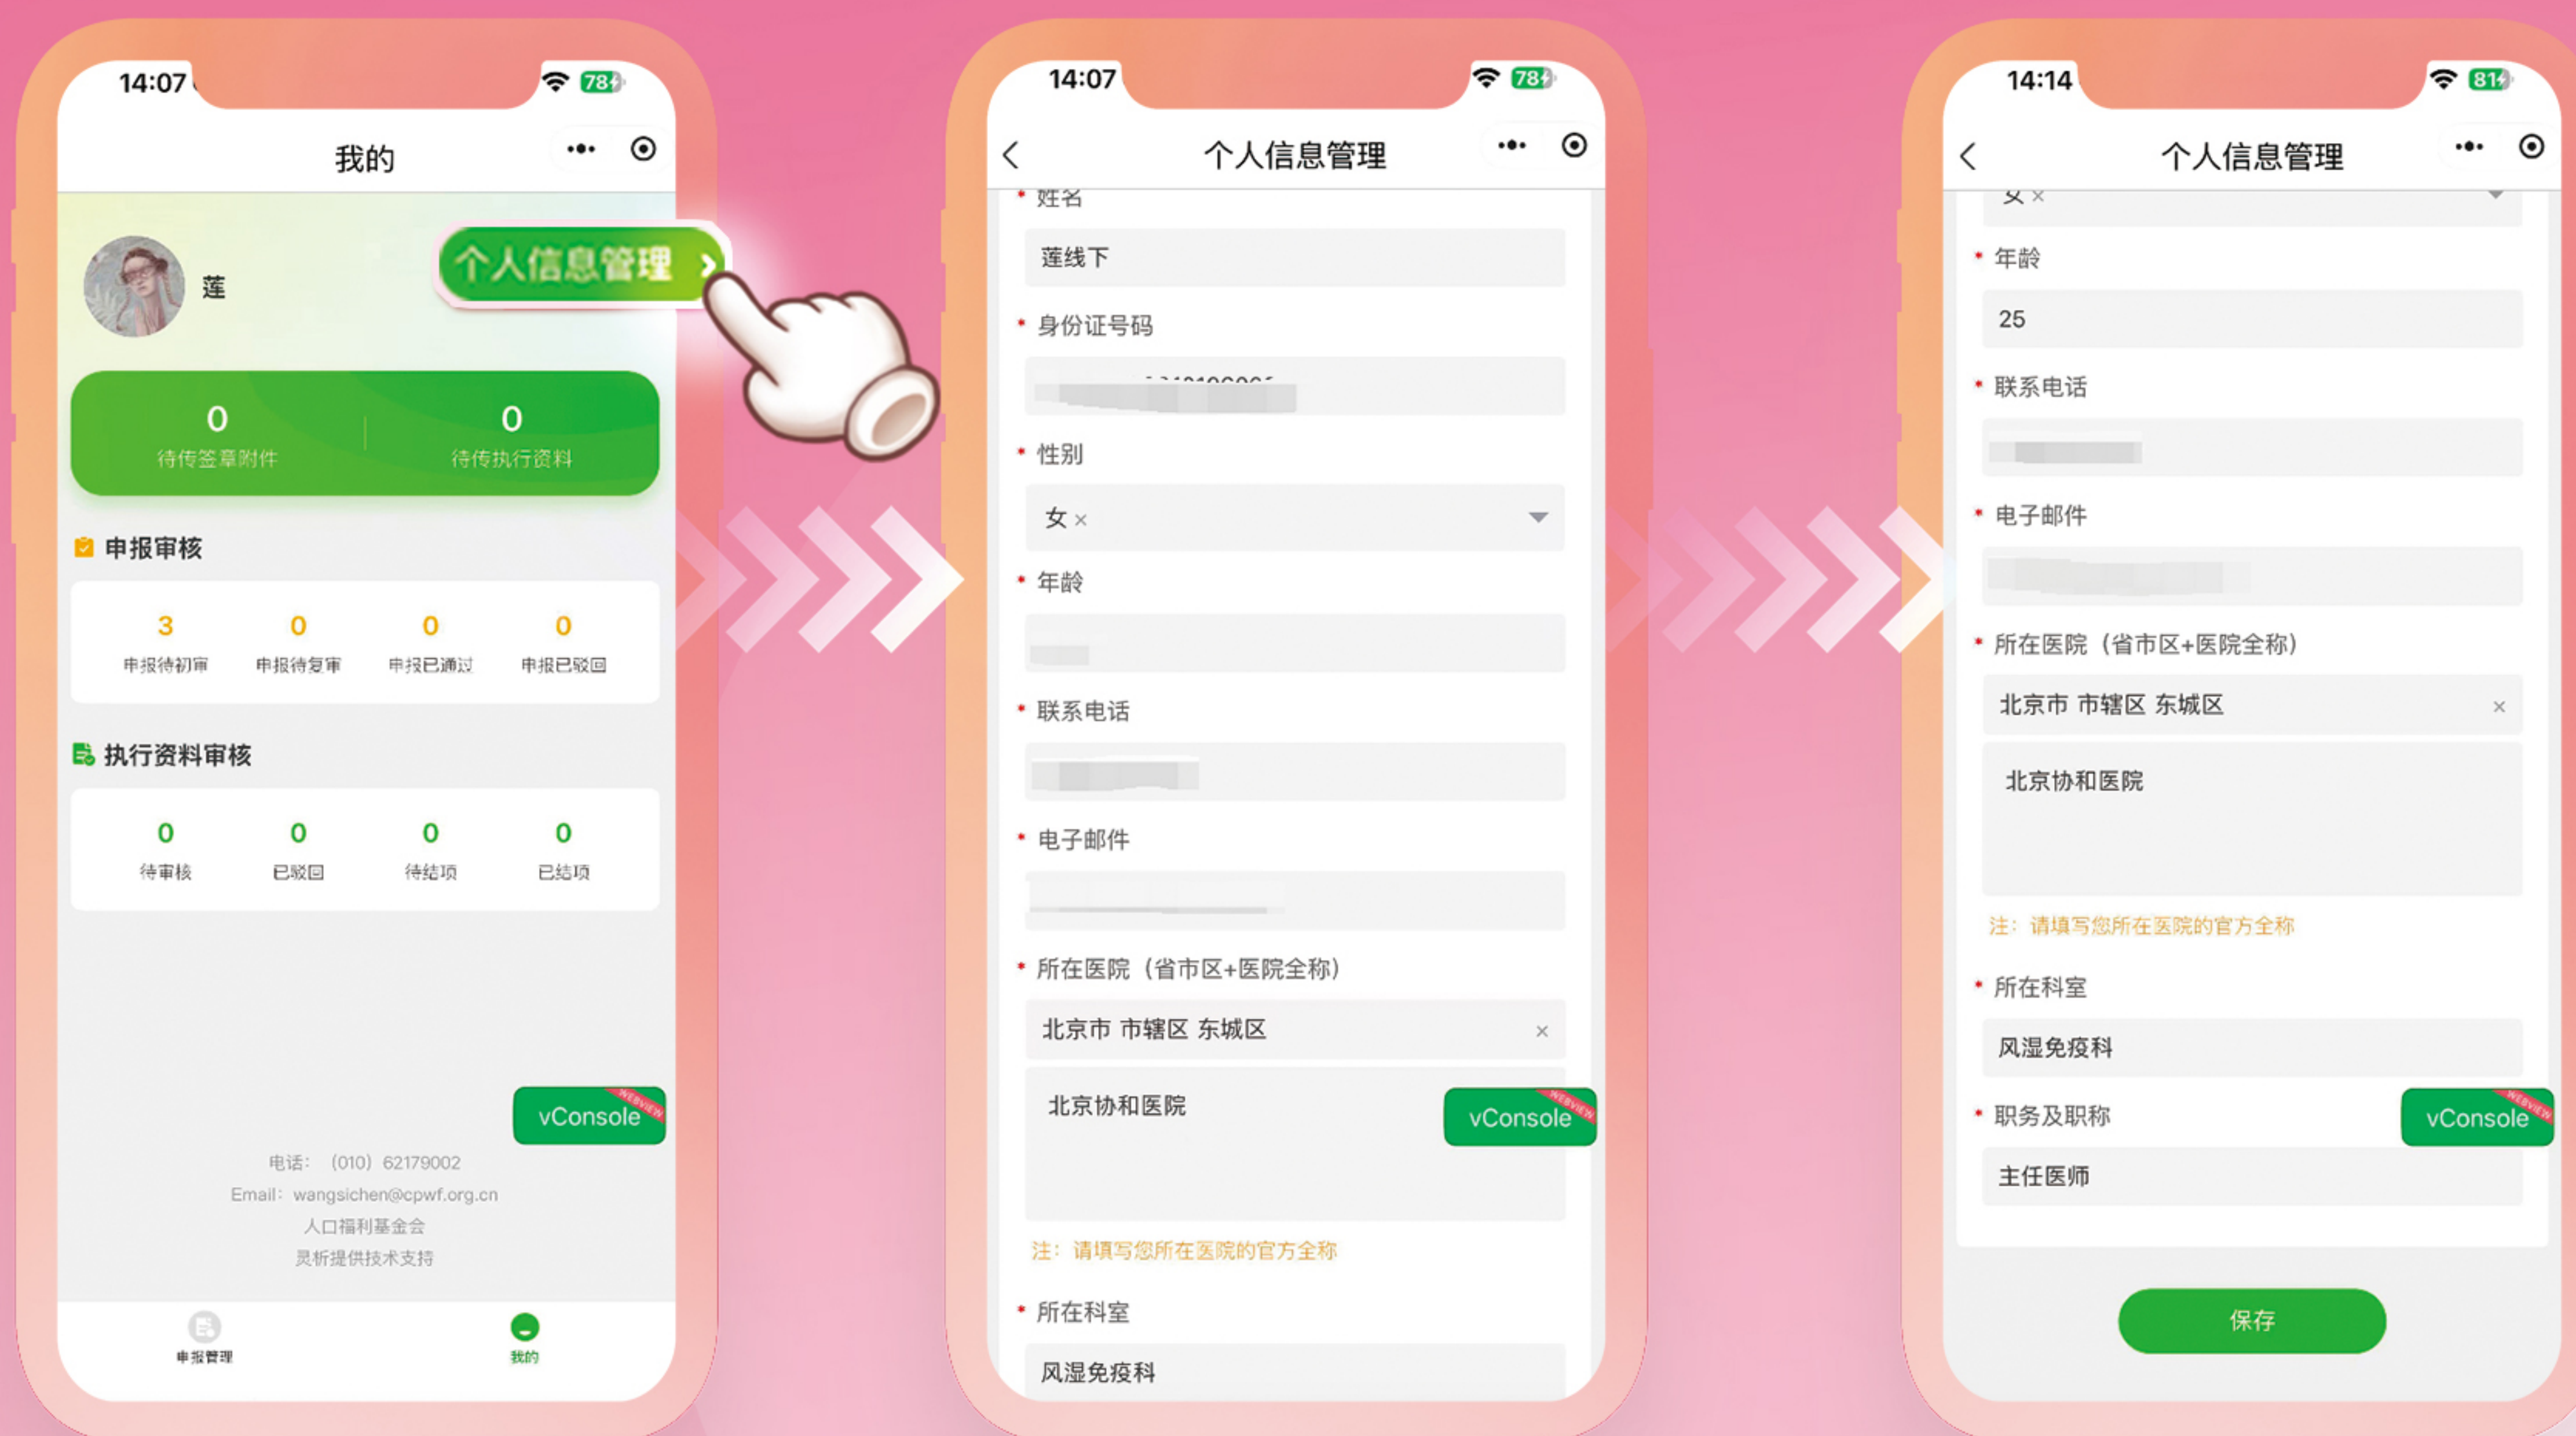 14:07
78
我的
莲
个人信息管理
0
待传签章附件
0
待传执行资料
申报审核
3
申报待初审
0
申报待复审
0
申报已通过
0
申报已驳回
执行资料审核
0
待审核
0
已驳回
0
待结项
0
已结项
vConsole
WEBVIEW
电话：（010）62179002
Email：wangsichen@cpwf.org.cn
人口福利基金会
灵析提供技术支持
申报管理
我的
14:07
78
个人信息管理
* 姓名
莲线下
* 身份证号码
* 性别
女 ×
* 年龄
* 联系电话
* 电子邮件
* 所在医院（省市区+医院全称）
北京市 市辖区 东城区 ×
北京协和医院
vConsole
WEBVIEW
注：请填写您所在医院的官方全称
* 所在科室
风湿免疫科
14:14
81
个人信息管理
女 ×
* 年龄
25
* 联系电话
* 电子邮件
* 所在医院（省市区+医院全称）
北京市 市辖区 东城区 ×
北京协和医院
注：请填写您所在医院的官方全称
* 所在科室
风湿免疫科
* 职务及职称
vConsole
WEBVIEW
主任医师
保存